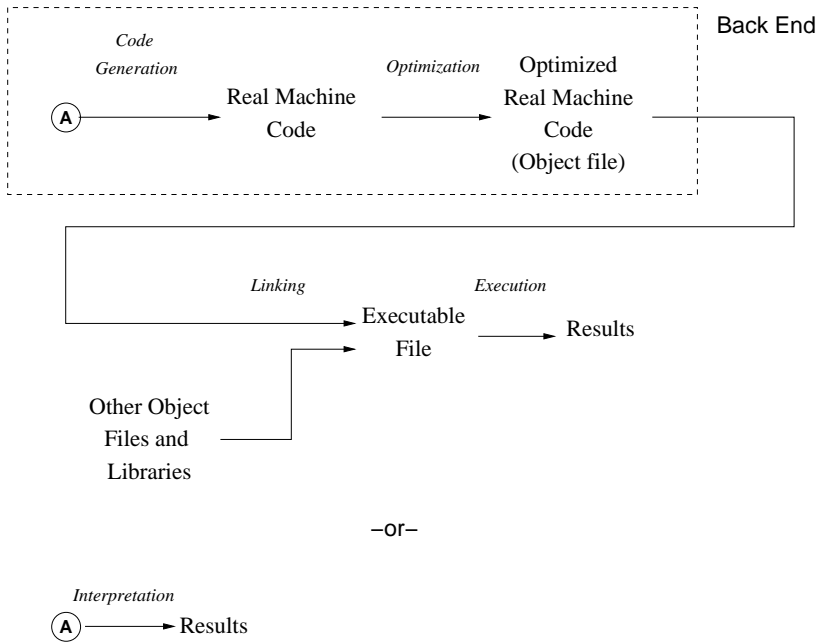 Back End
Code
Generation
Optimization
Optimized
Real Machine
Code
(Object file)
A
Real Machine
Code
Linking
Execution
Executable
File
Results
Other Object
Files and
Libraries
–or–
Interpretation
A
Results